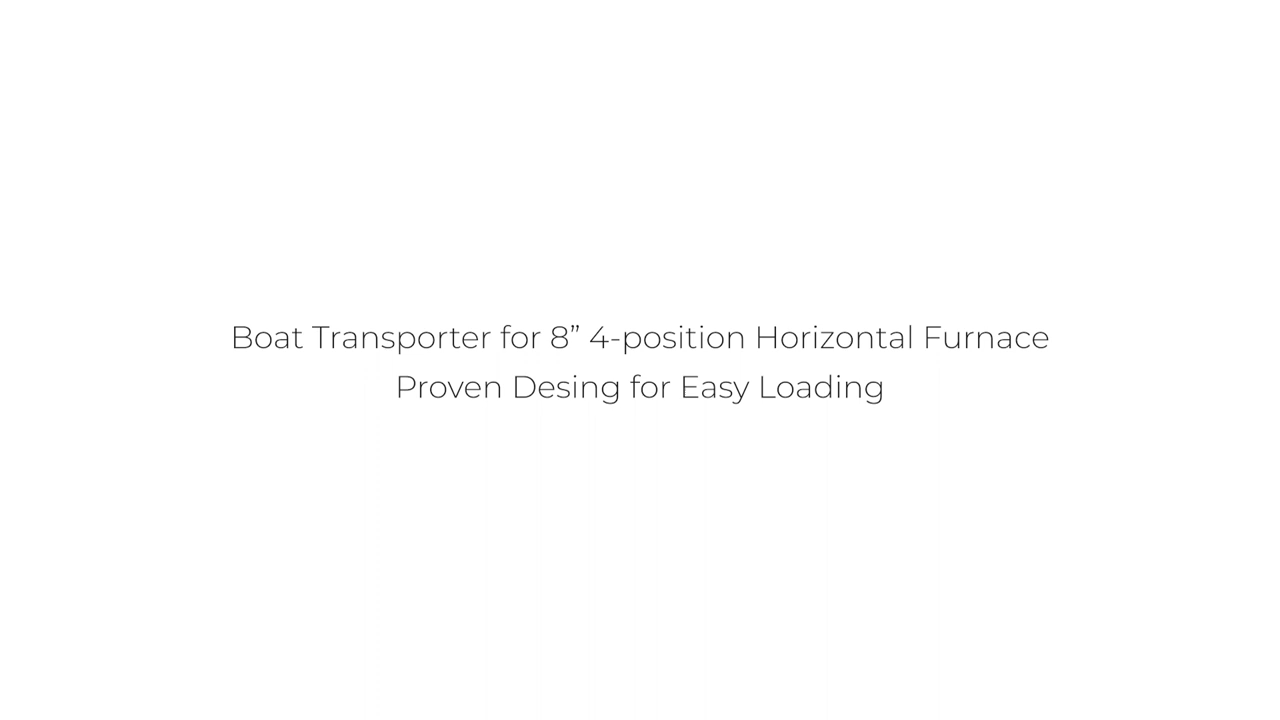 Boat Transporter for 8” 4-position Horizontal Furnace
Proven Desing for Easy Loading